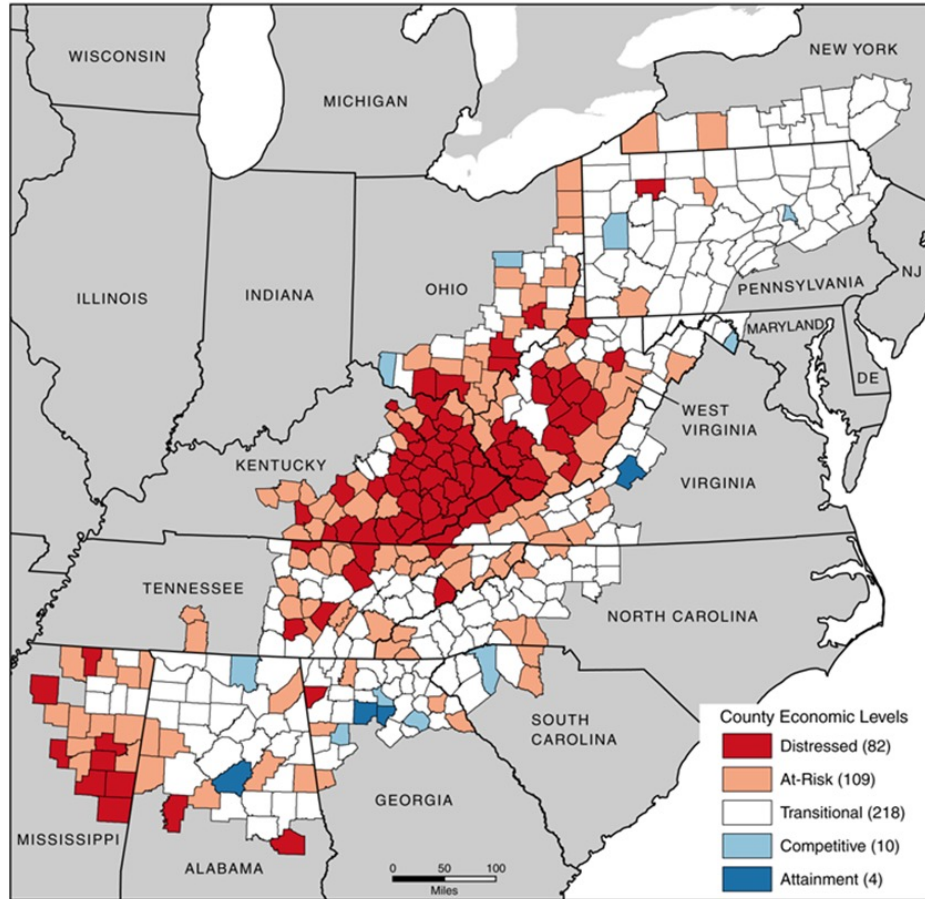 WISCONSIN
NEW YORK
MICHIGAN
ILLINOIS
INDIANA
OHIO
PENNSYLVANIA
NJ
MARYLAND
DE
WEST
VIRGINIA
KENTUCKY
VIRGINIA
TENNESSEE
NORTH CAROLINA
SOUTH
CAROLINA
GEORGIA
MISSISSIPPI
ALABAMA
0 50 100
Miles
County Economic Levels
Distressed (82)
At-Risk (109)
Transitional (218)
Competitive (10)
Attainment (4)